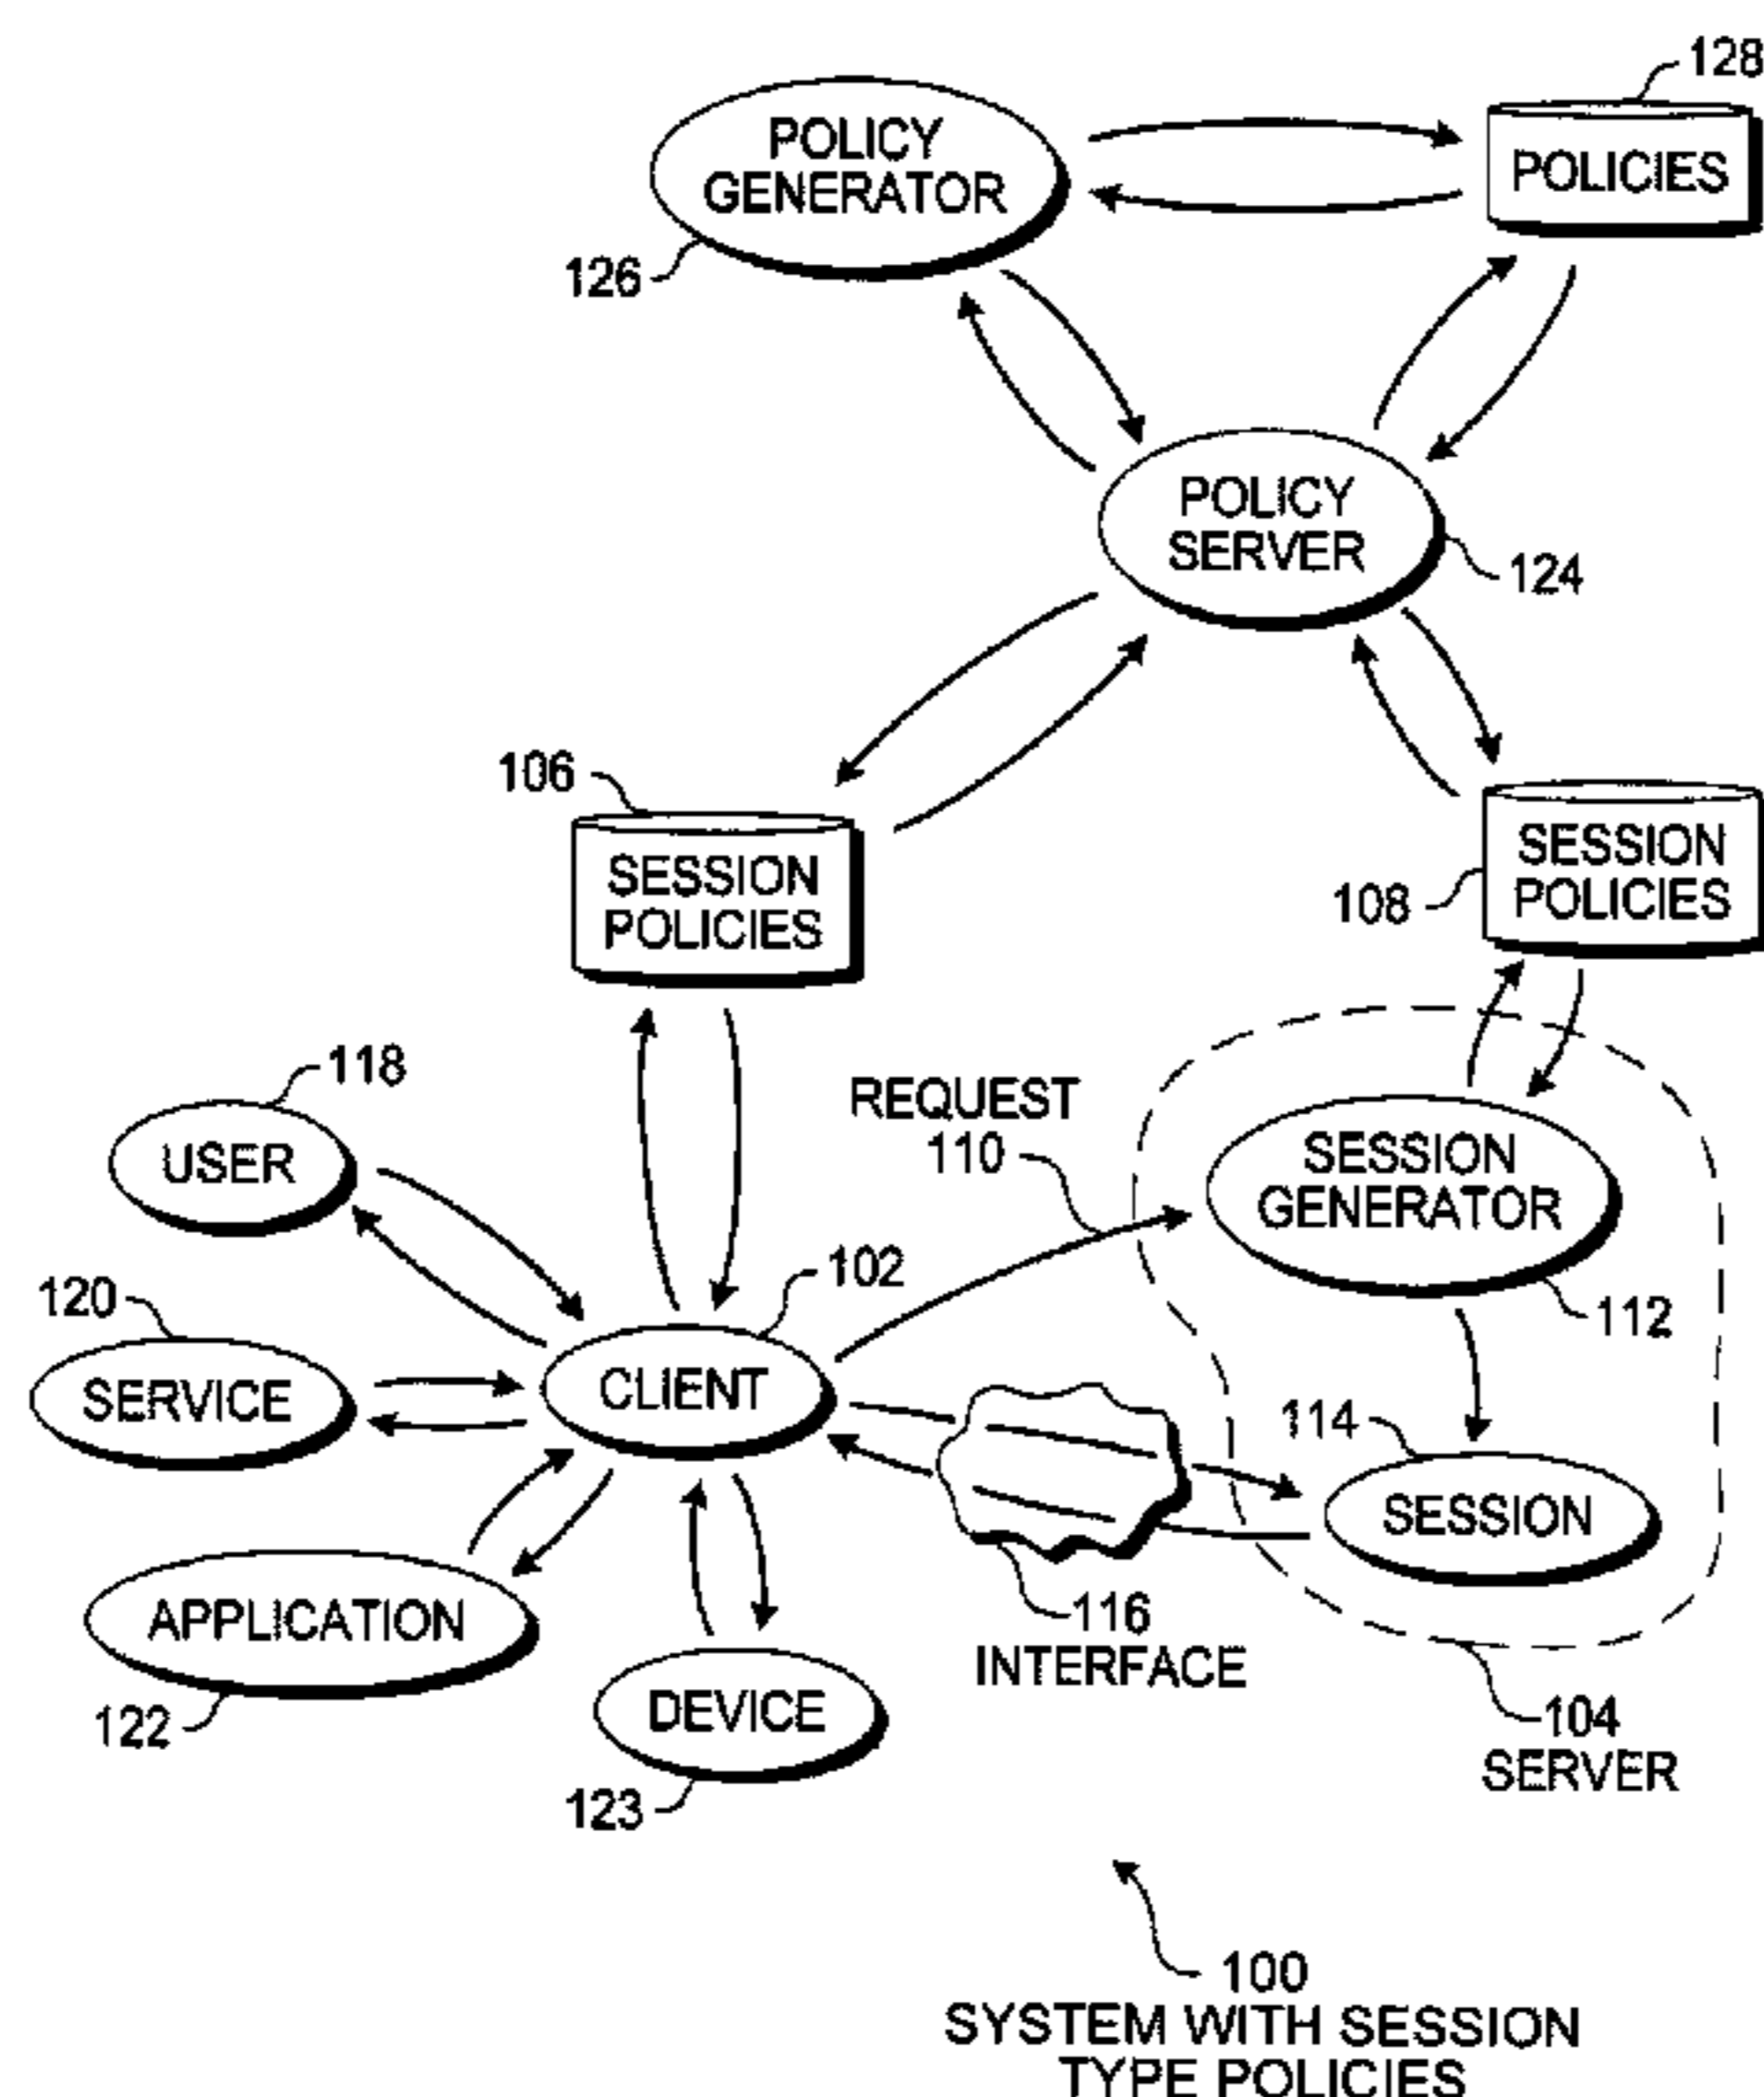 128
POLICY
GENERATOR
POLICIES
126
POLICY
SERVER
124
106
SESSION
POLICIES
SESSION
POLICIES
108
118
USER
REQUEST
110
SESSION
GENERATOR
102
120
112
SERVICE
CLIENT
114
SESSION
APPLICATION
116
INTERFACE
122
DEVICE
104
SERVER
123
100
SYSTEM WITH SESSION
TYPE POLICIES